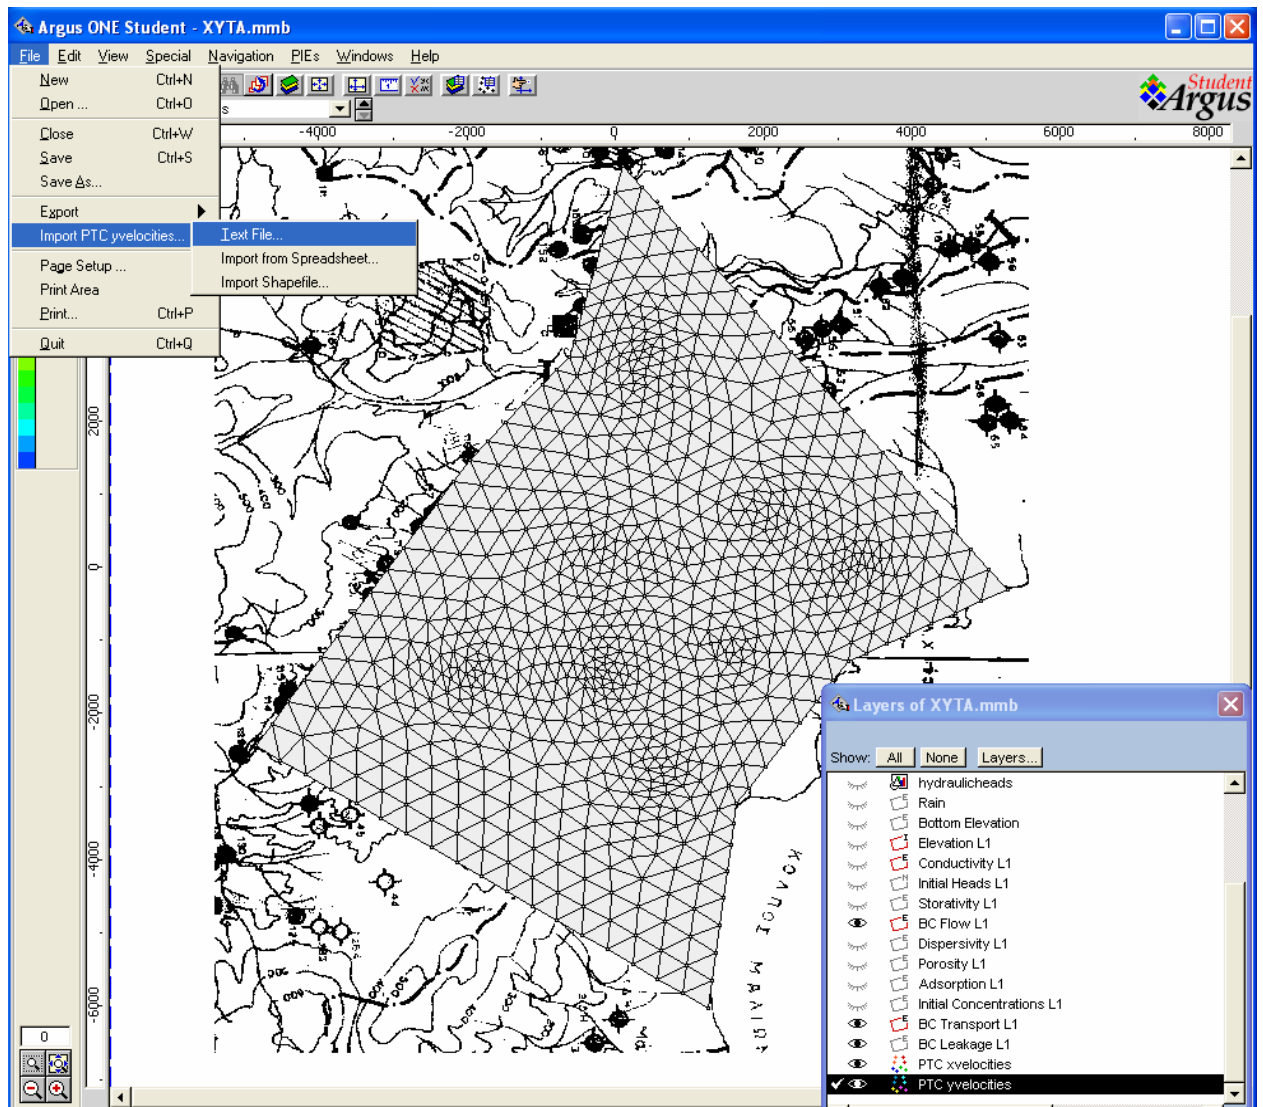 Argus ONE Student - XYTA.mmb
File Edit View Special Navigation PIEs Windows Help
New Ctrl+N
Open ... Ctrl+O
Close Ctrl+W
Save Ctrl+S
Save As...
Export
Import PTC yvelocities...
Page Setup ...
Print Area
Print... Ctrl+P
Quit Ctrl+Q
Text File...
Import from Spreadsheet...
Import Shapefile...
s
Student
Argus
-4000 -2000 0 2000 4000 6000 8000
2000
0
-2000
-4000
-6000
0
ΚΟΛΠΟΣ ΜΑΛΙΩΝ
Layers of XYTA.mmb
Show: All None Layers...
hydraulicheads
Rain
Bottom Elevation
Elevation L1
Conductivity L1
Initial Heads L1
Storativity L1
BC Flow L1
Dispersivity L1
Porosity L1
Adsorption L1
Initial Concentrations L1
BC Transport L1
BC Leakage L1
PTC xvelocities
PTC yvelocities